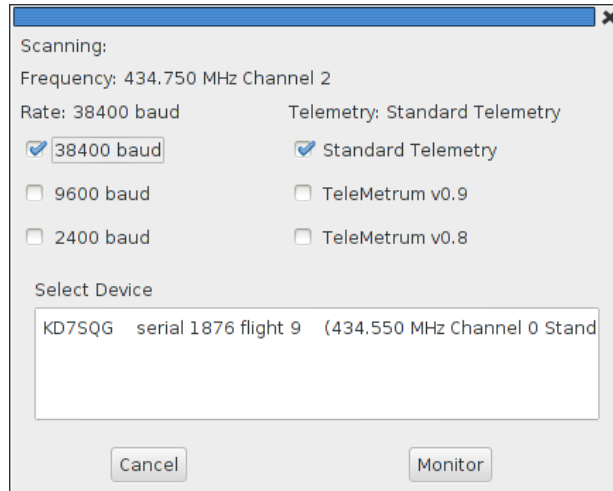 Scanning:
Frequency: 434.750 MHz Channel 2
Rate: 38400 baud Telemetry: Standard Telemetry
38400 baud Standard Telemetry
9600 baud TeleMetrum v0.9
2400 baud TeleMetrum v0.8
Select Device
KD7SQG serial 1876 flight 9 (434.550 MHz Channel 0 Stand
Cancel Monitor